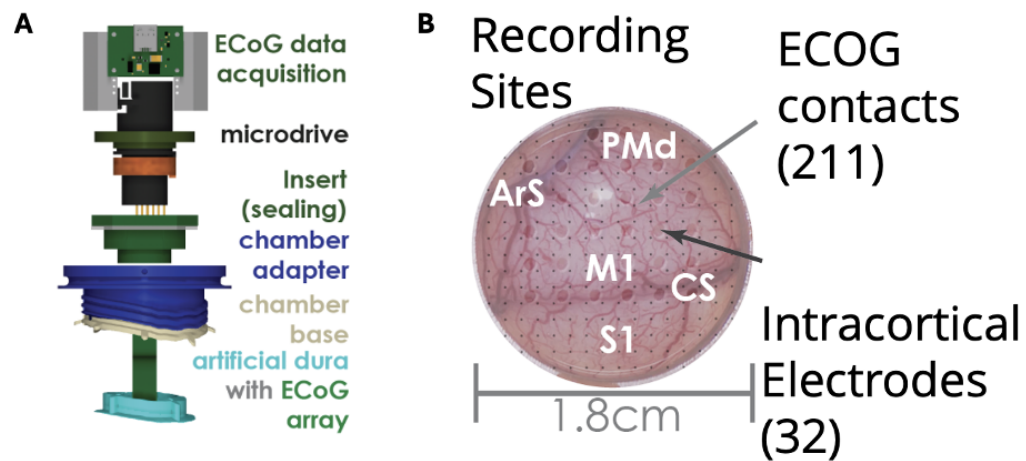 A
ECoG data
acquisition
microdrive
Insert
(sealing)
chamber
adapter
chamber
base
artificial dura
with ECoG
array
B
Recording
Sites
ECOG
contacts
(211)
PMd
ArS
M1
CS
S1
Intracortical
Electrodes
(32)
1.8cm